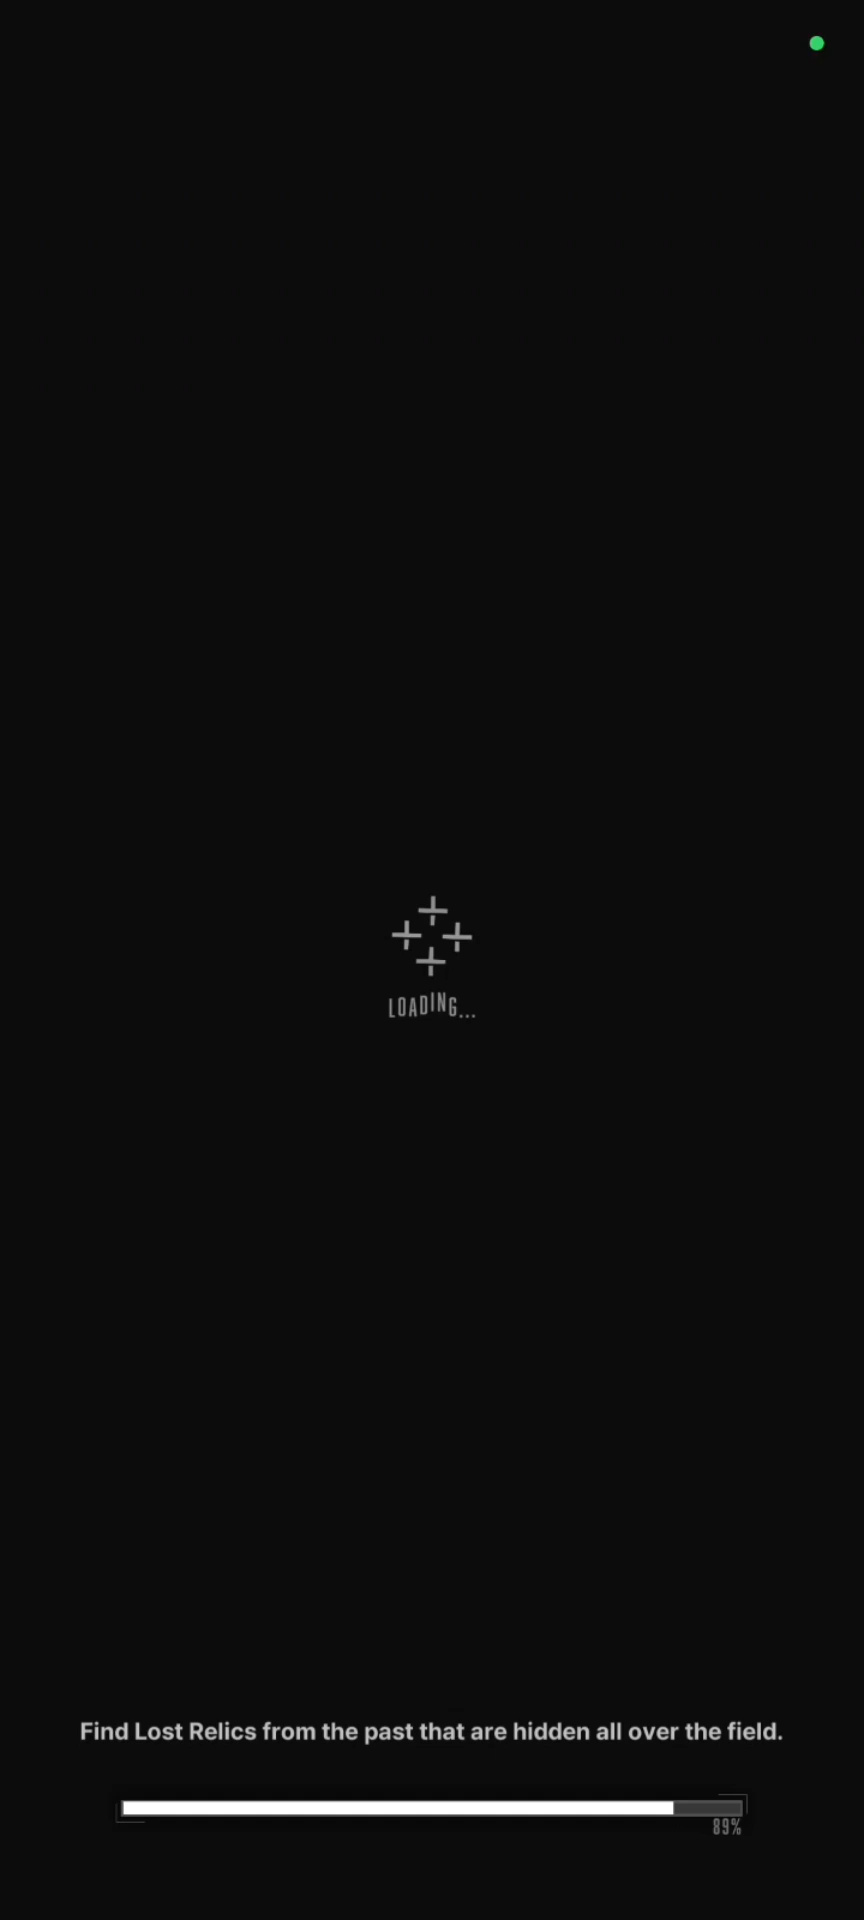 LOADING...
Find Lost Relics from the past that are hidden all over the field.
89%